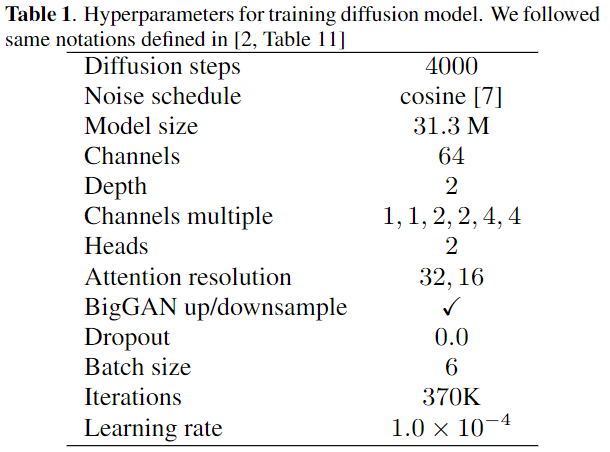 Table 1. Hyperparameters for training diffusion model. We followed
same notations defined in [2, Table 11]
Diffusion steps 4000
Noise schedule cosine [7]
Model size 31.3 M
Channels 64
Depth 2
Channels multiple 1, 1, 2, 2, 4, 4
Heads 2
Attention resolution 32, 16
BigGAN up/downsample ✓
Dropout 0.0
Batch size 6
Iterations 370K
Learning rate 1.0 × 10⁻⁴